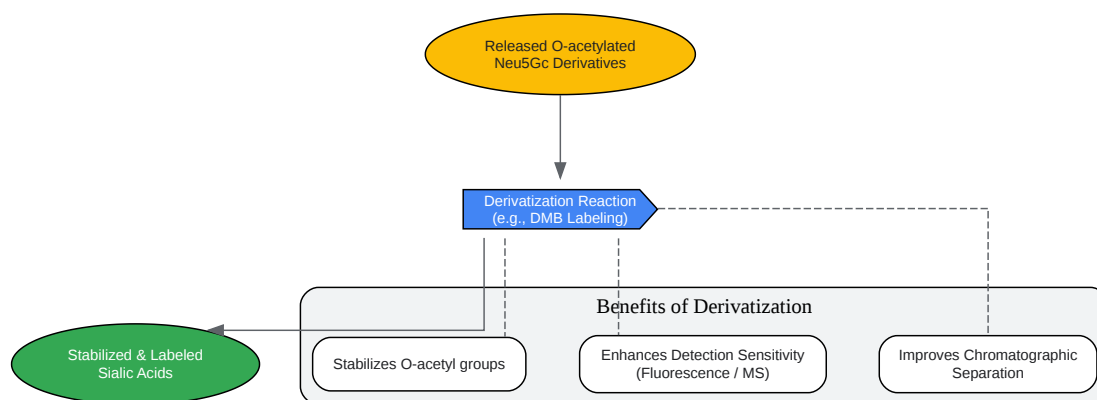 Released O-acetylated
Neu5Gc Derivatives
Derivatization Reaction
(e.g., DMB Labeling)
Benefits of Derivatization
Stabilized & Labeled
Sialic Acids
Stabilizes O-acetyl groups
Enhances Detection Sensitivity
(Fluorescence / MS)
Improves Chromatographic
Separation